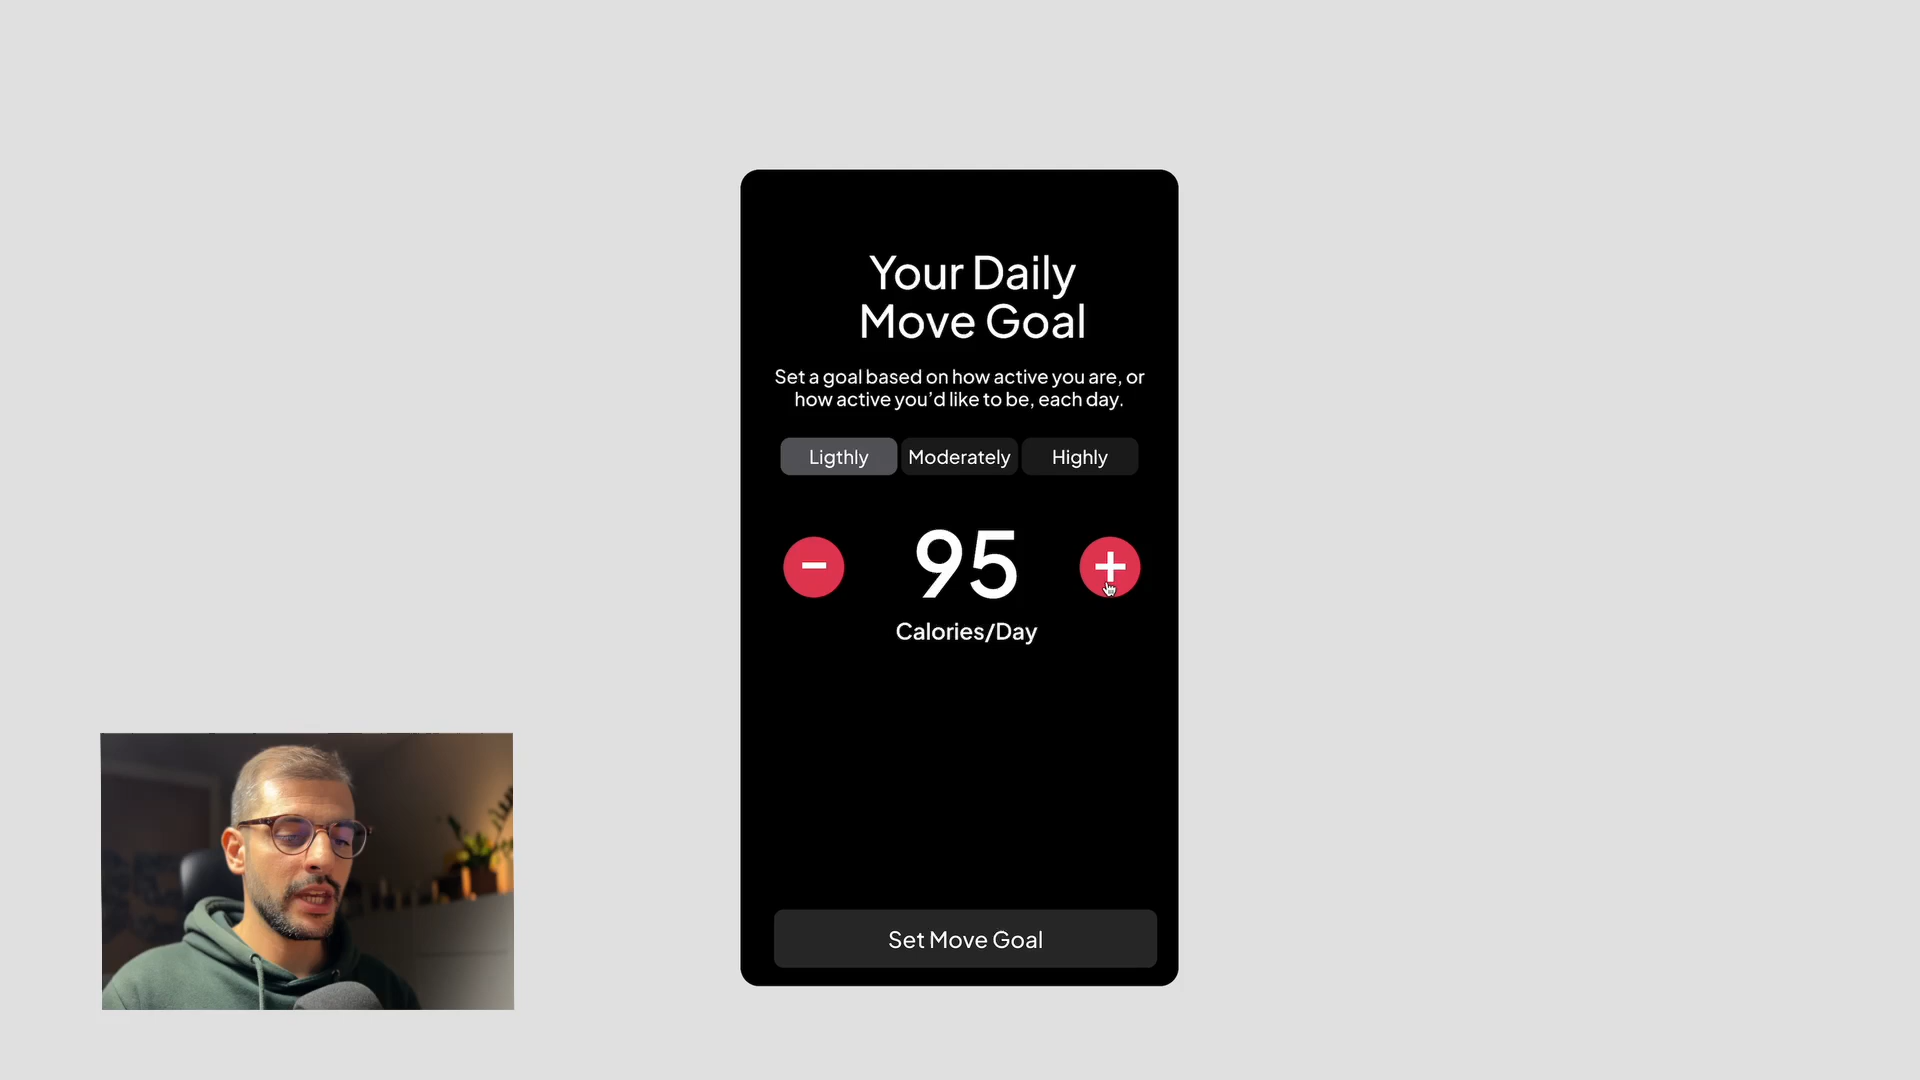 Your Daily
Move Goal
Set a goal based on how active you are, or
how active you’d like to be, each day.
Ligthly Moderately Highly
− 95 +
Calories/Day
Set Move Goal